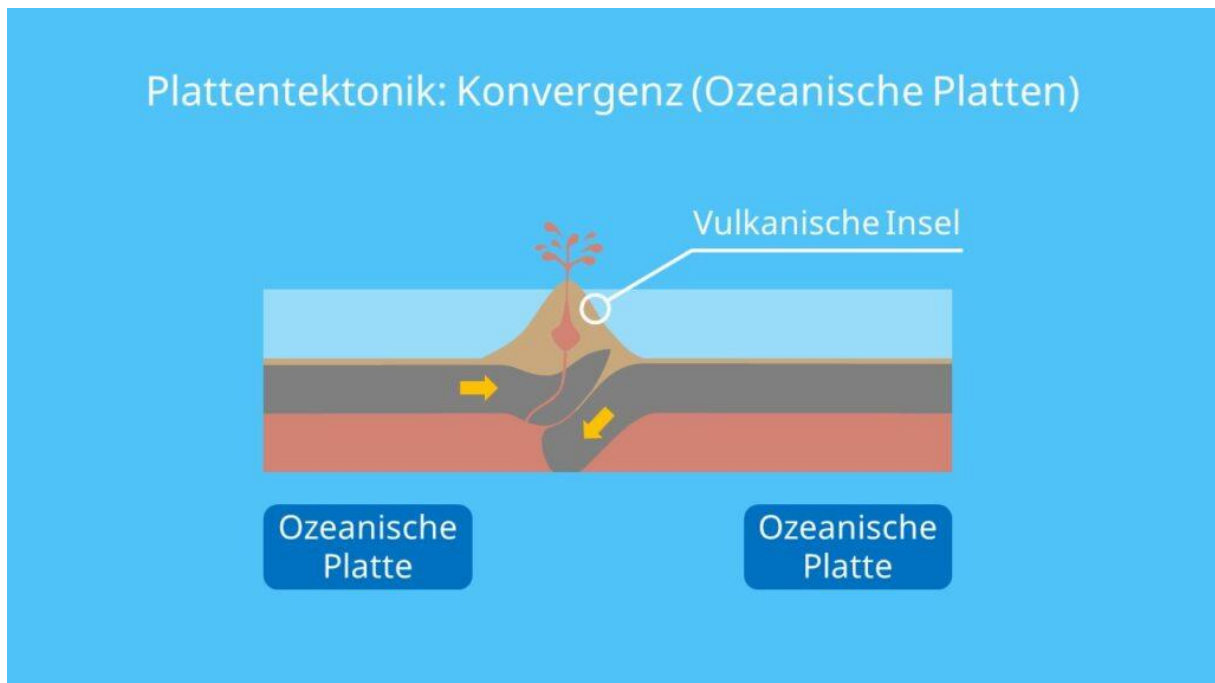 Plattentektonik: Konvergenz (Ozeanische Platten)
Vulkanische Insel
Ozeanische
Platte
Ozeanische
Platte